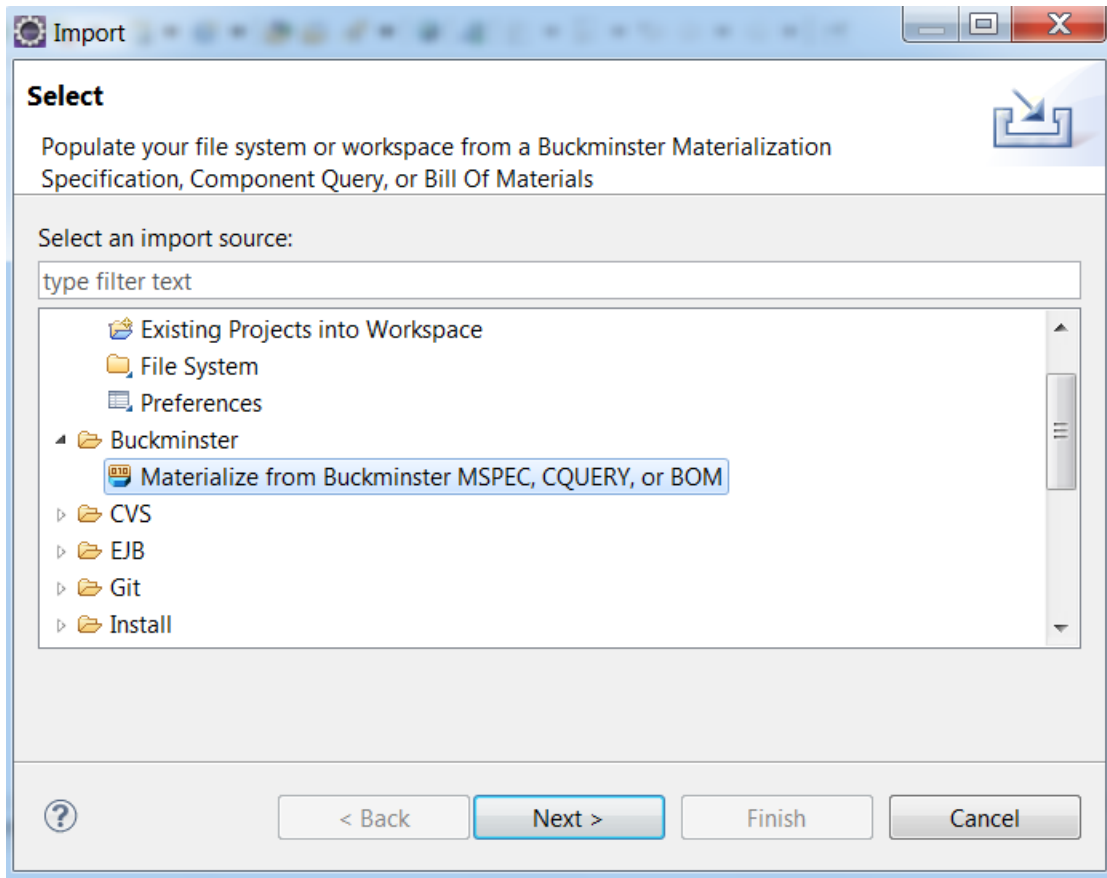 Import
Select
Populate your file system or workspace from a Buckminster Materialization
Specification, Component Query, or Bill Of Materials
Select an import source:
type filter text
Existing Projects into Workspace
File System
Preferences
Buckminster
010
Materialize from Buckminster MSPEC, CQUERY, or BOM
CVS
EJB
Git
Install
?
< Back
Next >
Finish
Cancel